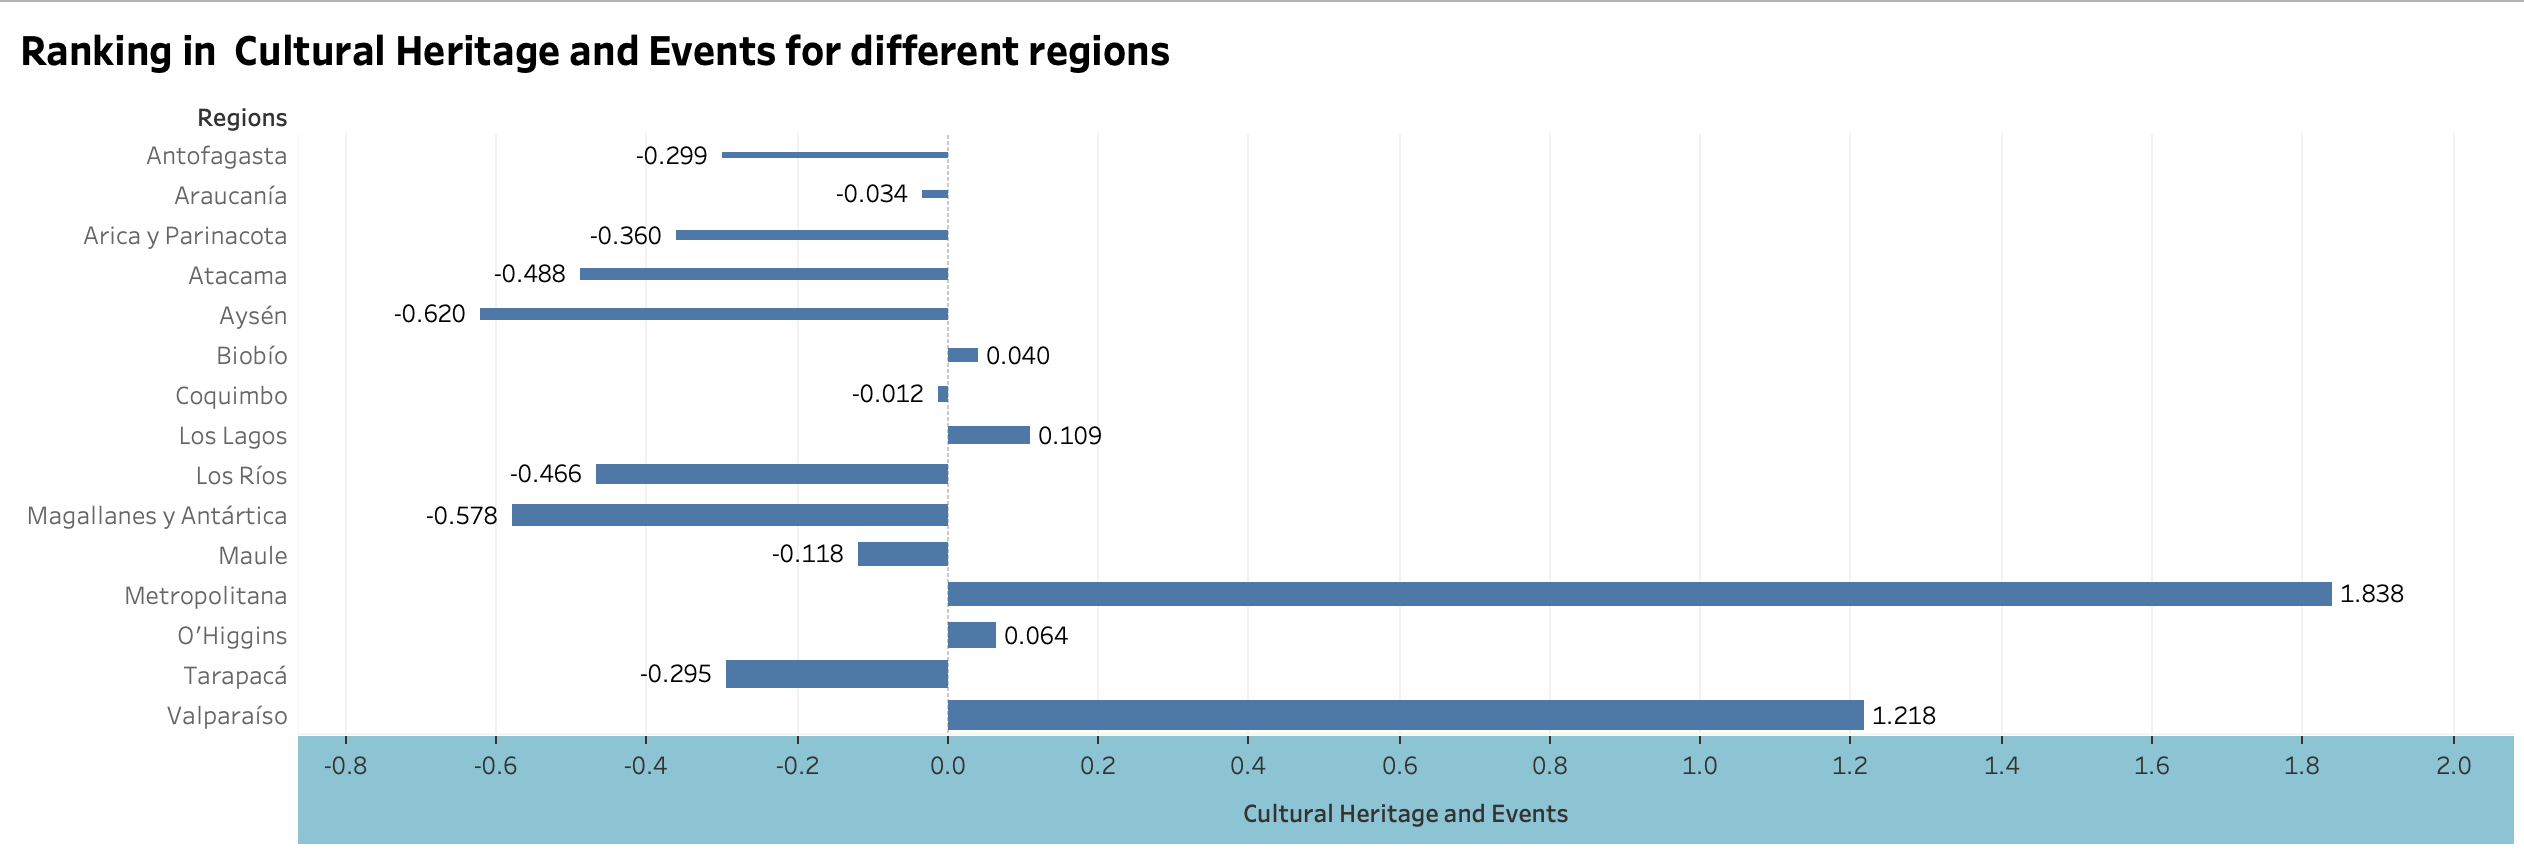 Ranking in  Cultural Heritage and Events for different regions
Regions
Antofagasta -0.299
Araucanía -0.034
Arica y Parinacota -0.360
Atacama -0.488
Aysén -0.620
Biobío 0.040
Coquimbo -0.012
Los Lagos 0.109
Los Ríos -0.466
Magallanes y Antártica -0.578
Maule -0.118
Metropolitana 1.838
O’Higgins 0.064
Tarapacá -0.295
Valparaíso 1.218
-0.8 -0.6 -0.4 -0.2 0.0 0.2 0.4 0.6 0.8 1.0 1.2 1.4 1.6 1.8 2.0
Cultural Heritage and Events